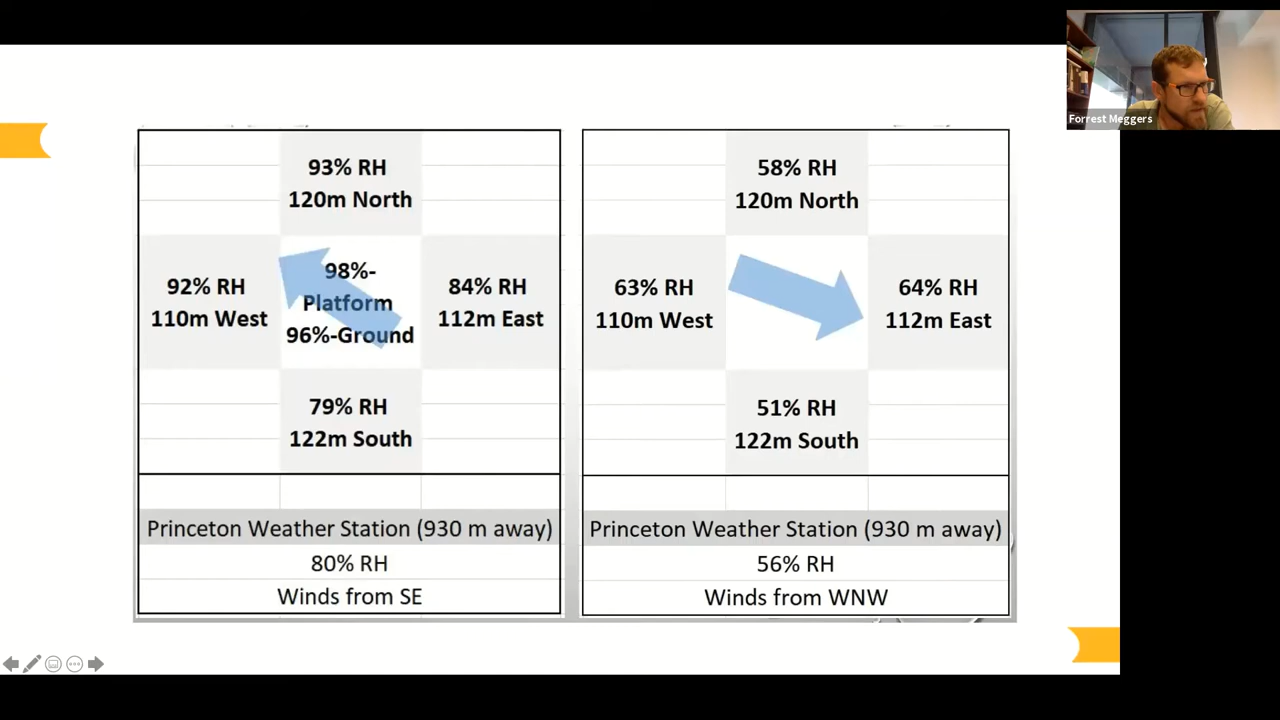 Forrest Meggers
93% RH
120m North
92% RH
110m West
98%-
Platform
96%-Ground
84% RH
112m East
79% RH
122m South
Princeton Weather Station (930 m away)
80% RH
Winds from SE
58% RH
120m North
63% RH
110m West
64% RH
112m East
51% RH
122m South
Princeton Weather Station (930 m away)
56% RH
Winds from WNW